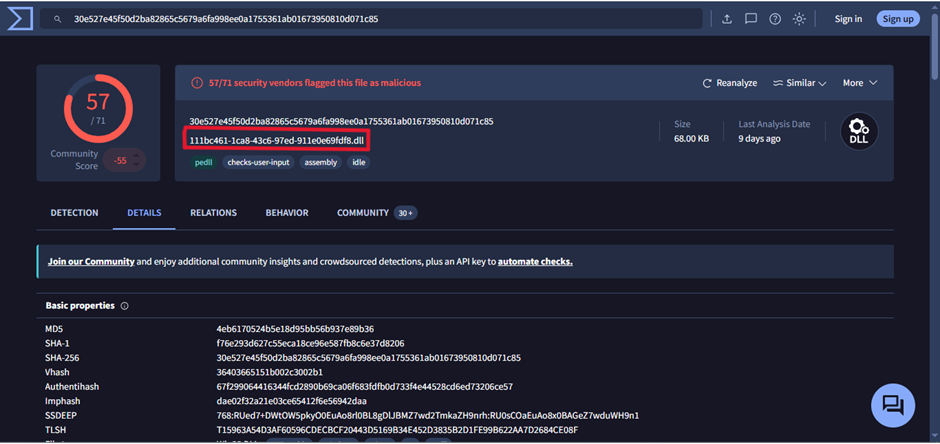 30e527e45f50d2ba82865c5679a6fa998ee0a1755361ab01673950810d071c85
Sign in
Sign up
57
/ 71
Community
Score
-55
57/71 security vendors flagged this file as malicious
Reanalyze
Similar
More
30e527e45f50d2ba82865c5679a6fa998ee0a1755361ab01673950810d071c85
111bc461-1ca8-43c6-97ed-911e0e69fdf8.dll
pedll
checks-user-input
assembly
idle
Size
68.00 KB
Last Analysis Date
9 days ago
DLL
DETECTION
DETAILS
RELATIONS
BEHAVIOR
COMMUNITY 30+
Join our Community and enjoy additional community insights and crowdsourced detections, plus an API key to automate checks.
Basic properties
MD5 4eb6170524b5e18d95bb56b937e89b36
SHA-1 f76e293d627c55eca18ce96e587fb8c6e37d8206
SHA-256 30e527e45f50d2ba82865c5679a6fa998ee0a1755361ab01673950810d071c85
Vhash 36403665151b002c3002b1
Authentihash 67f299064416344fcd2890b69ca06f683fdfb0d733f4e44528cd6ed73206ce57
Imphash dae02f32a21e03ce65412f6e56942daa
SSDEEP 768:RUed7+DWtOW5pkyO0EuAo8rl0BL8gDlJBMZ7wd2TmkaZH9nrh:RU0sCOaEuAo8x0BAGeZ7wduWH9n1
TLSH T15963A54D3AF60596CDECBCF20443D5169B34E452D3835B2D1FE99B622AA7D2684CE08F